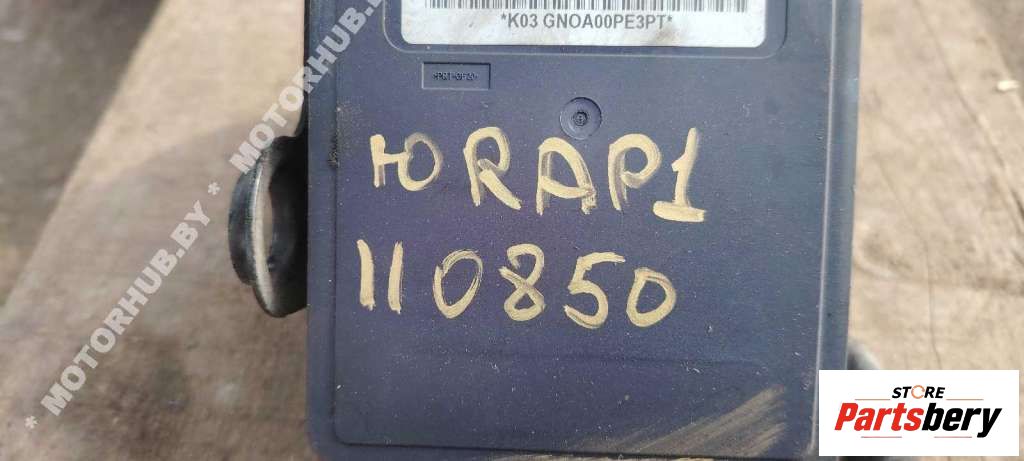 *K03 GNOA00PE3PT*
ЮRAP1
110850
* MOTORHUB.BY * MOTORHUB.BY
STORE
Partsbery